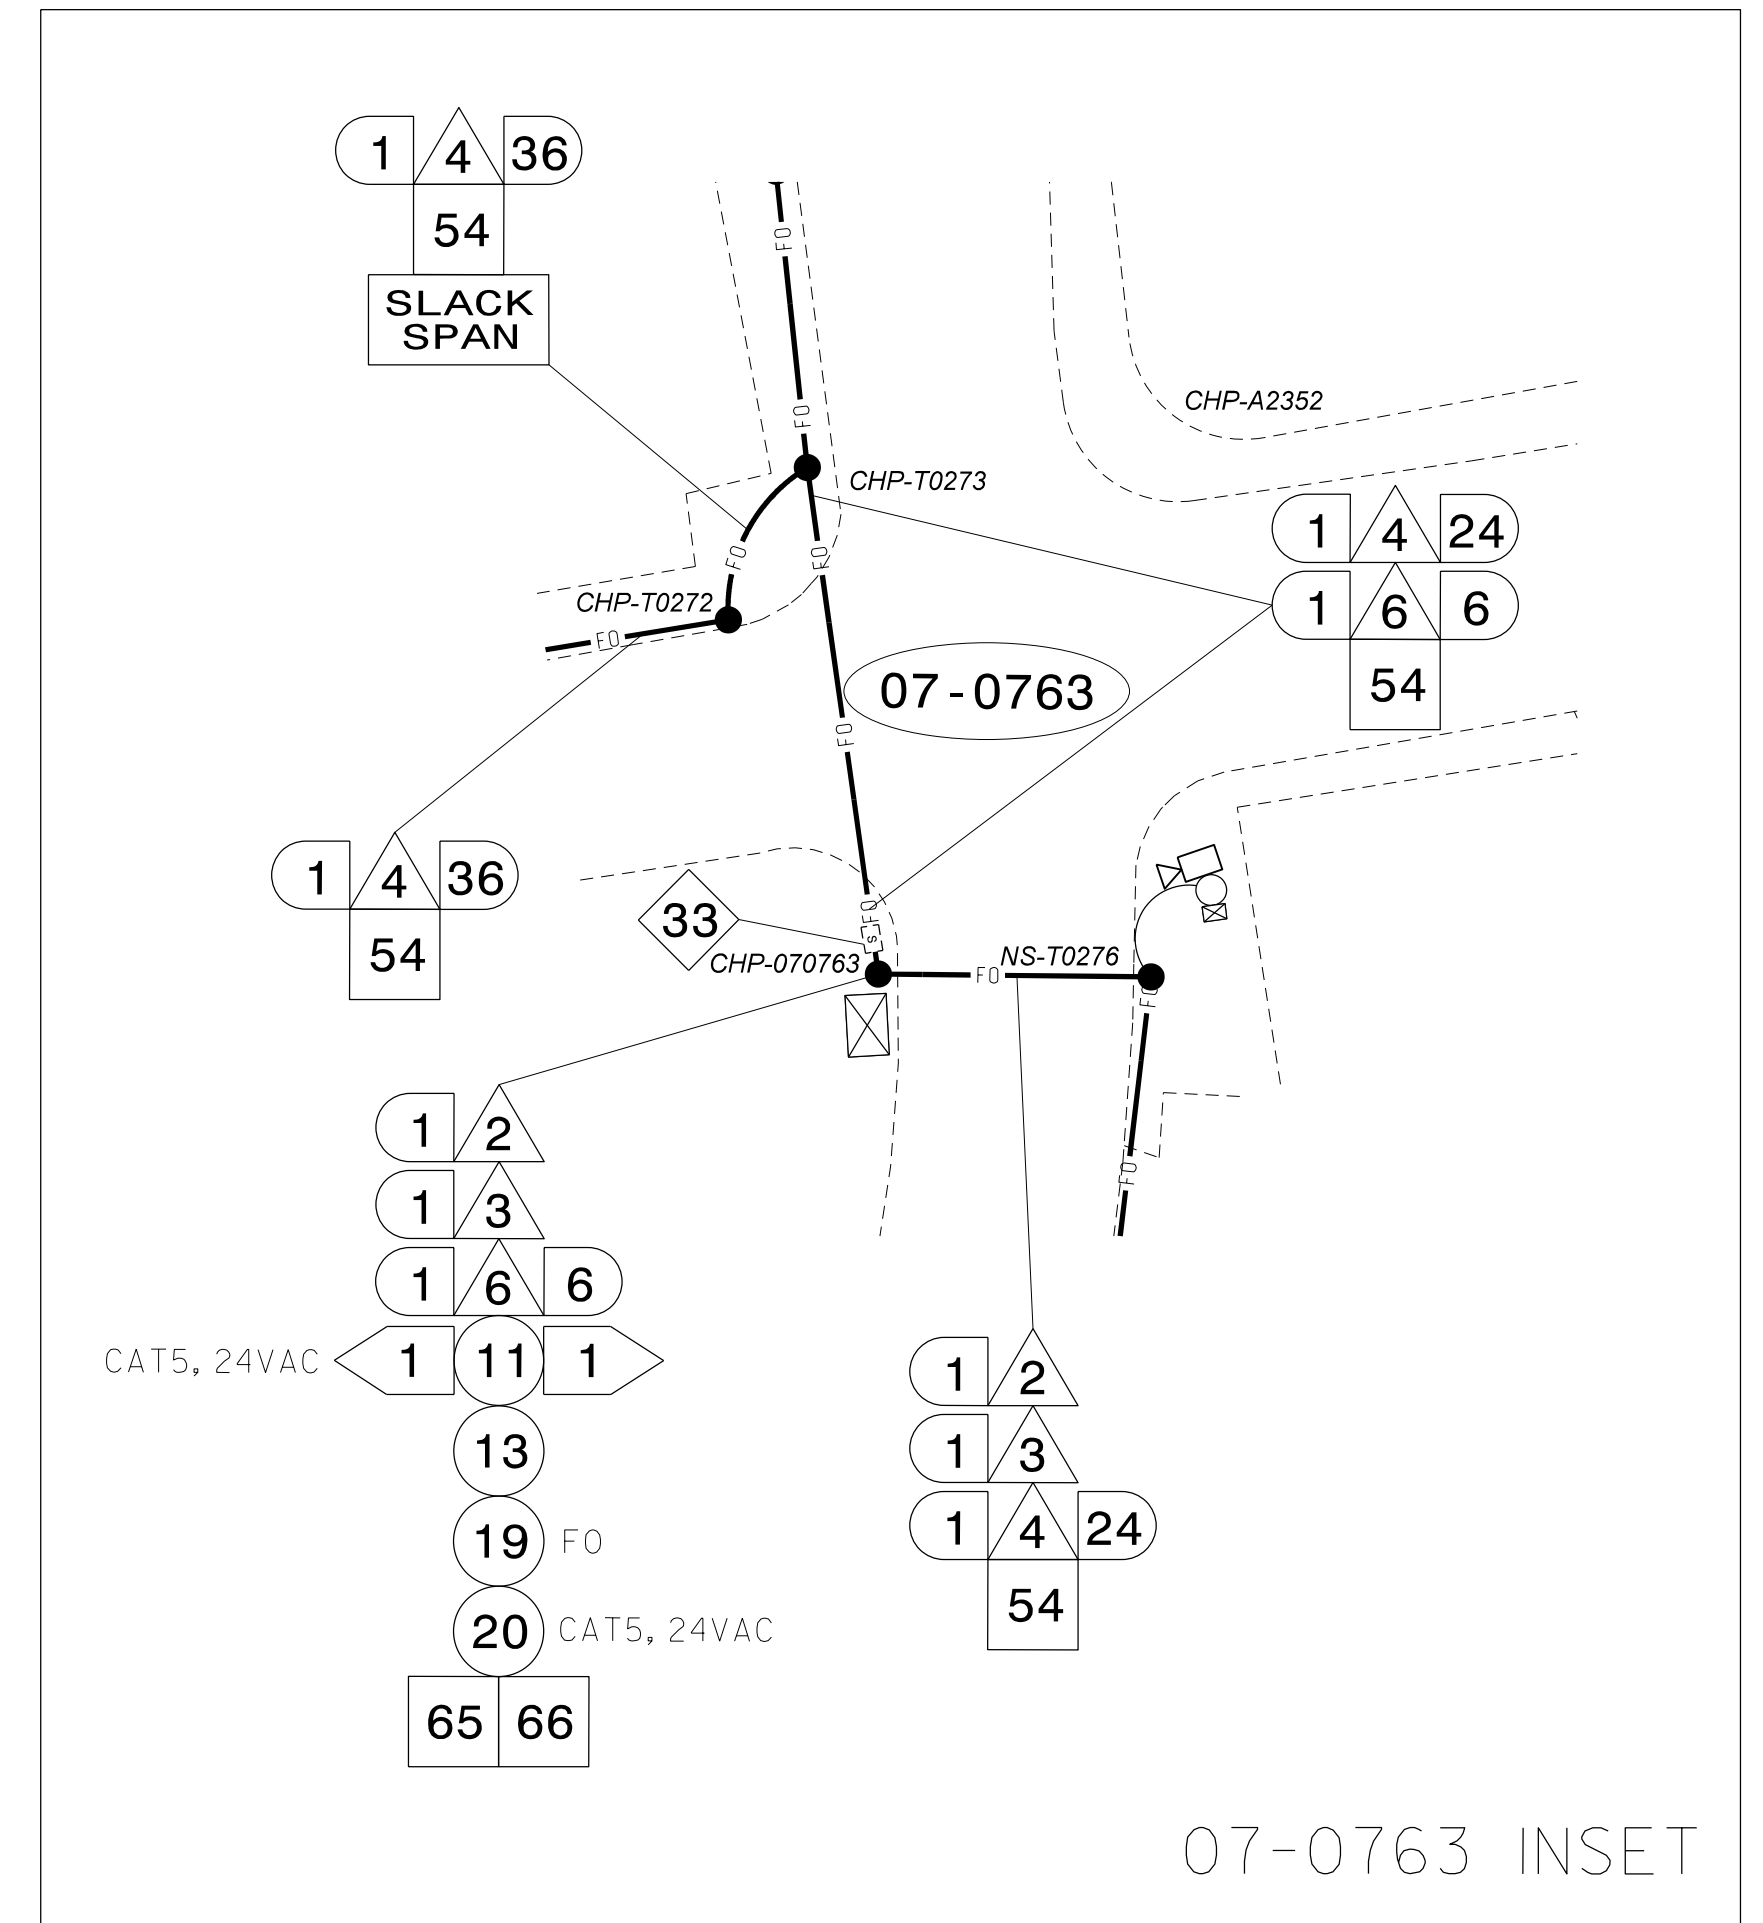 1 4 36
54
SLACK
SPAN
FO
FO
CHP-A2352
CHP-T0273
1 4 24
1 6 6
54
FO
FO
CHP-T0272
FO
07-0763
FO
1 4 36
54
33
FO
S
CHP-070763
NS-T0276
FO
FO
1 2
1 3
1 6 6
CAT5, 24VAC 1 11 1
13
19 FO
20 CAT5, 24VAC
65 66
FO
1 2
1 3
1 4 24
54
07-0763 INSET